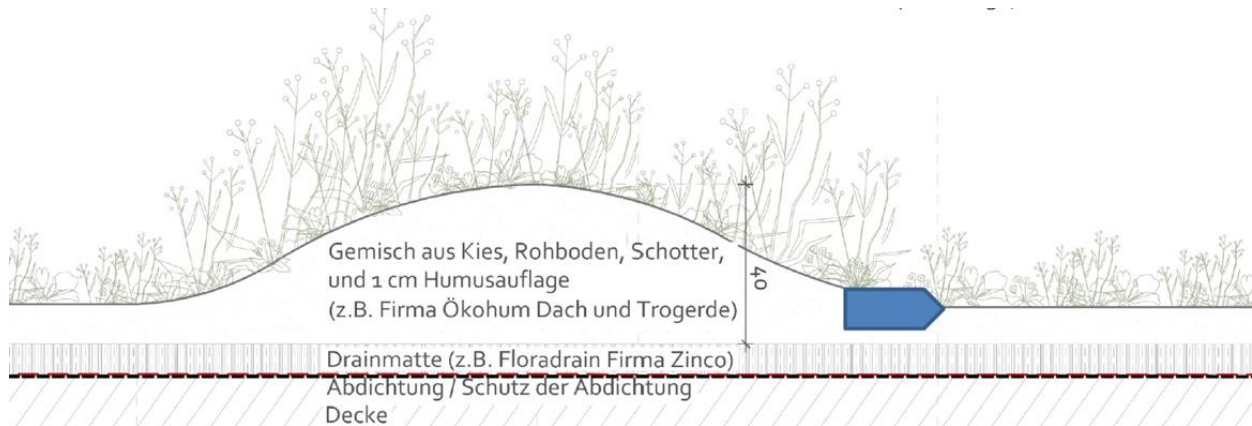 Gemisch aus Kies, Rohboden, Schotter,
und 1 cm Humusauflage
(z.B. Firma Ökohum Dach und Trogerde)
40
Drainmatte (z.B. Floradrain Firma Zinco)
Abdichtung / Schutz der Abdichtung
Decke